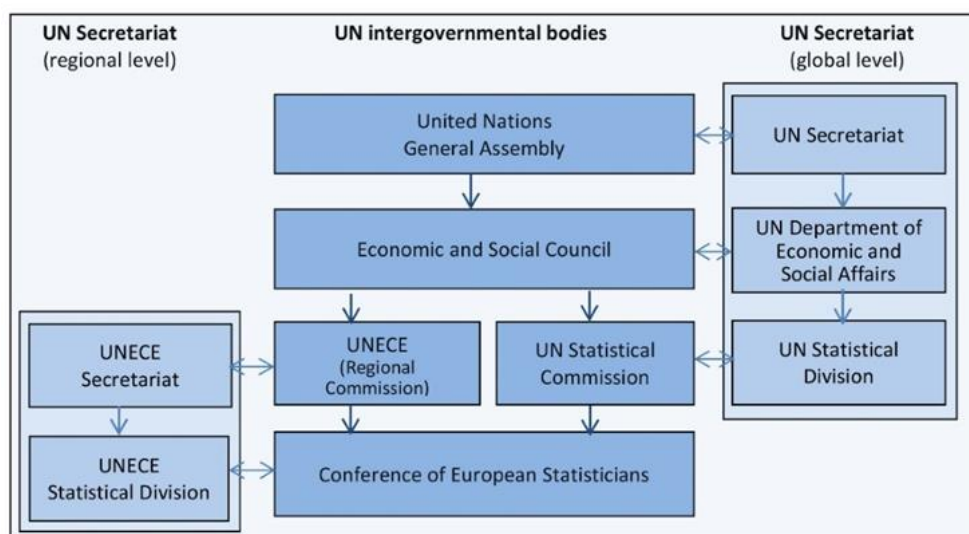 UN Secretariat
(regional level)
UN intergovernmental bodies
UN Secretariat
(global level)
United Nations
General Assembly
UN Secretariat
Economic and Social Council
UN Department of
Economic and
Social Affairs
UNECE
Secretariat
UNECE
(Regional
Commission)
UN Statistical
Commission
UN Statistical
Division
UNECE
Statistical Division
Conference of European Statisticians